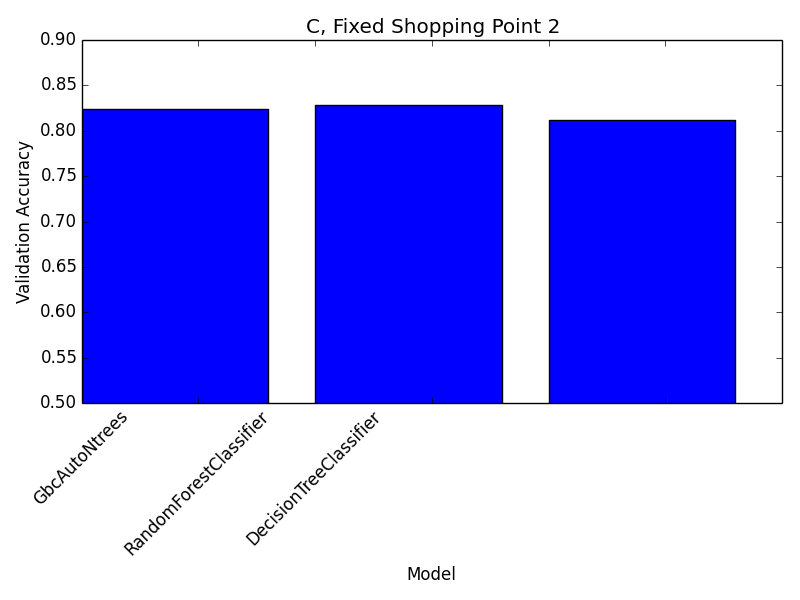 C, Fixed Shopping Point 2
0.90
0.85
0.80
0.75
0.70
0.65
0.60
0.55
0.50
Validation Accuracy
GbcAutoNtrees
RandomForestClassifier
DecisionTreeClassifier
Model